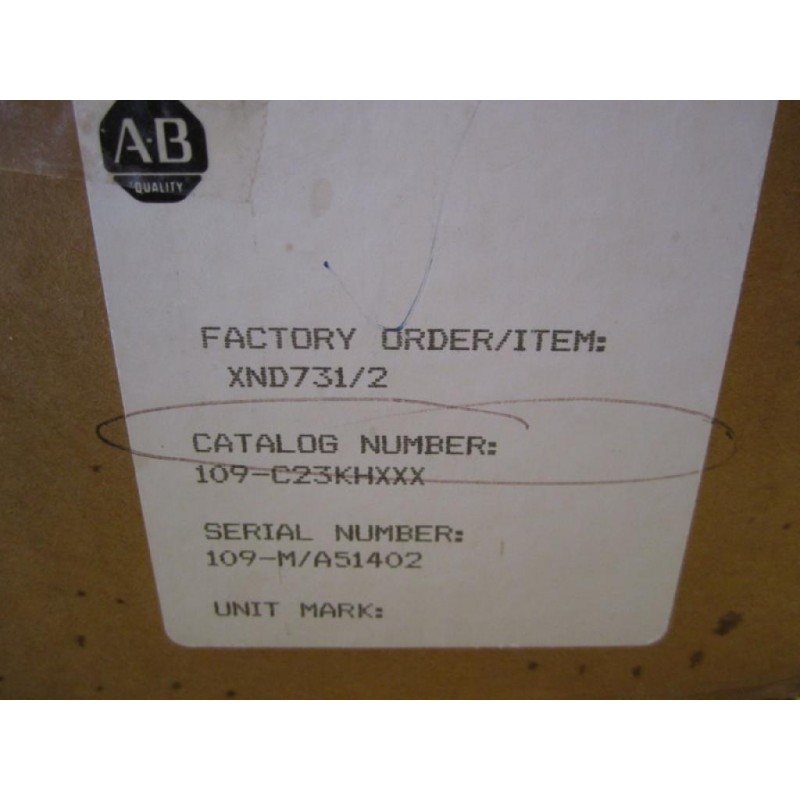 A-B
QUALITY
FACTORY ORDER/ITEM:
XND731/2
CATALOG NUMBER:
109-C23KHXXX
SERIAL NUMBER:
109-M/A51402
UNIT MARK: